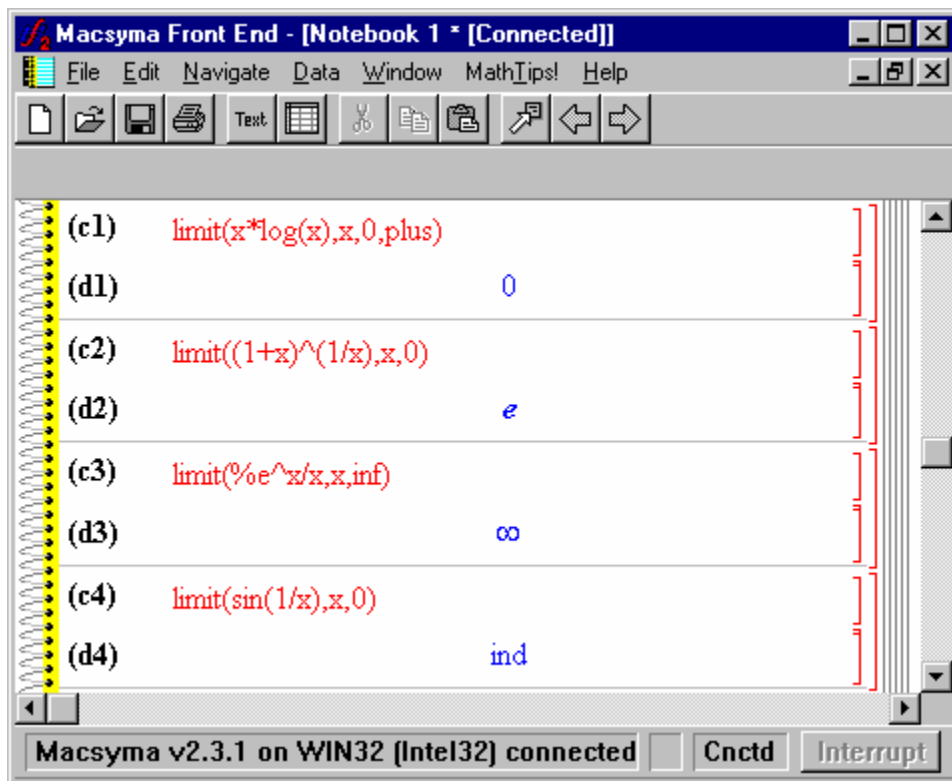 Macsyma Front End - [Notebook 1 * [Connected]]
File Edit Navigate Data Window MathTips! Help
Text
(c1) limit(x*log(x),x,0,plus)
(d1) 0
(c2) limit((1+x)^(1/x),x,0)
(d2) e
(c3) limit(%e^x/x,x,inf)
(d3) ∞
(c4) limit(sin(1/x),x,0)
(d4) ind
Macsyma v2.3.1 on WIN32 (Intel32) connected Cnctd Interrupt